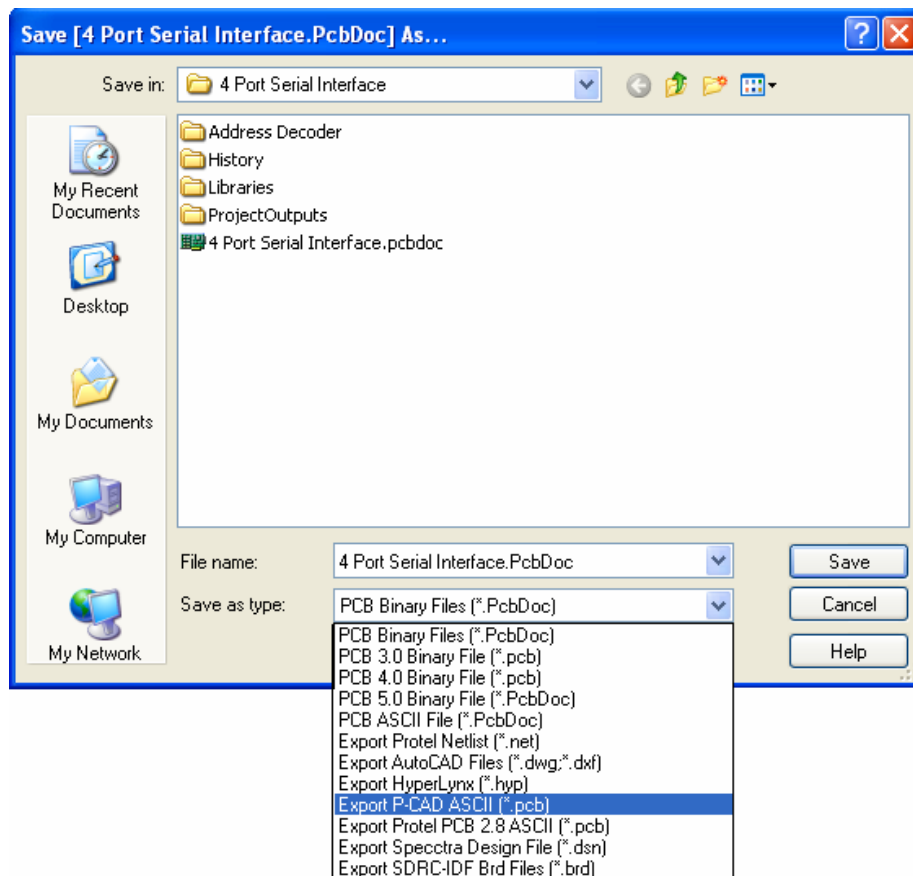 Save [4 Port Serial Interface.PcbDoc] As...
Save in:
4 Port Serial Interface
My Recent
Documents
Desktop
My Documents
My Computer
My Network
Address Decoder
History
Libraries
ProjectOutputs
4 Port Serial Interface.pcbdoc
File name:
4 Port Serial Interface.PcbDoc
Save
Save as type:
PCB Binary Files (*.PcbDoc)
Cancel
Help
PCB Binary Files (*.PcbDoc)
PCB 3.0 Binary File (*.pcb)
PCB 4.0 Binary File (*.pcb)
PCB 5.0 Binary File (*.PcbDoc)
PCB ASCII File (*.PcbDoc)
Export Protel Netlist (*.net)
Export AutoCAD Files (*.dwg;*.dxf)
Export HyperLynx (*.hyp)
Export P-CAD ASCII (*.pcb)
Export Protel PCB 2.8 ASCII (*.pcb)
Export Specctra Design File (*.dsn)
Export SDRC-IDF Brd Files (*.brd)